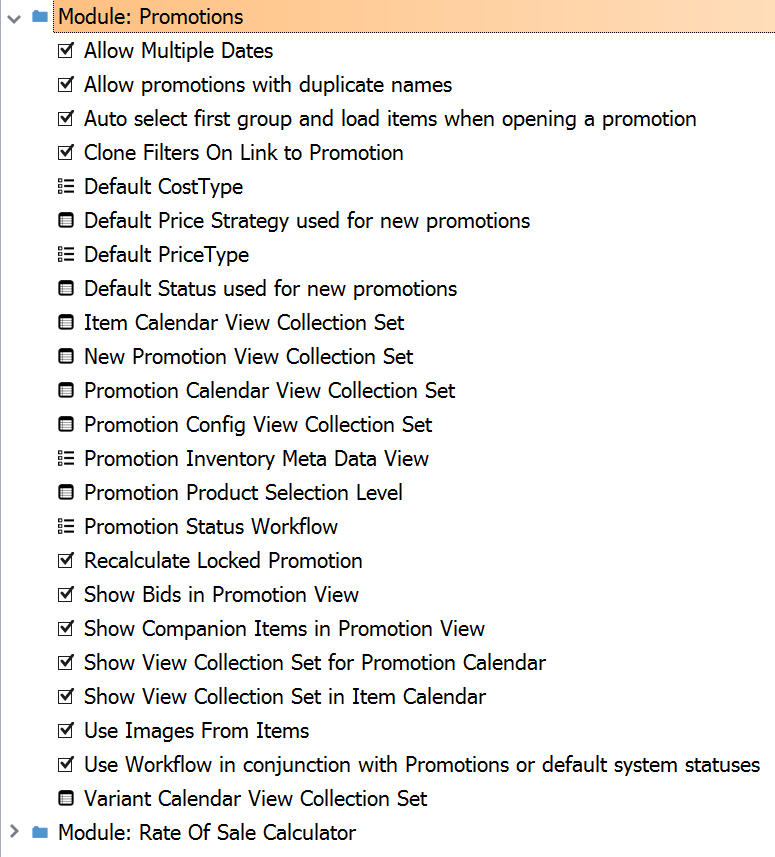 Module: Promotions
Allow Multiple Dates
Allow promotions with duplicate names
Auto select first group and load items when opening a promotion
Clone Filters On Link to Promotion
Default CostType
Default Price Strategy used for new promotions
Default PriceType
Default Status used for new promotions
Item Calendar View Collection Set
New Promotion View Collection Set
Promotion Calendar View Collection Set
Promotion Config View Collection Set
Promotion Inventory Meta Data View
Promotion Product Selection Level
Promotion Status Workflow
Recalculate Locked Promotion
Show Bids in Promotion View
Show Companion Items in Promotion View
Show View Collection Set for Promotion Calendar
Show View Collection Set in Item Calendar
Use Images From Items
Use Workflow in conjunction with Promotions or default system statuses
Variant Calendar View Collection Set
Module: Rate Of Sale Calculator